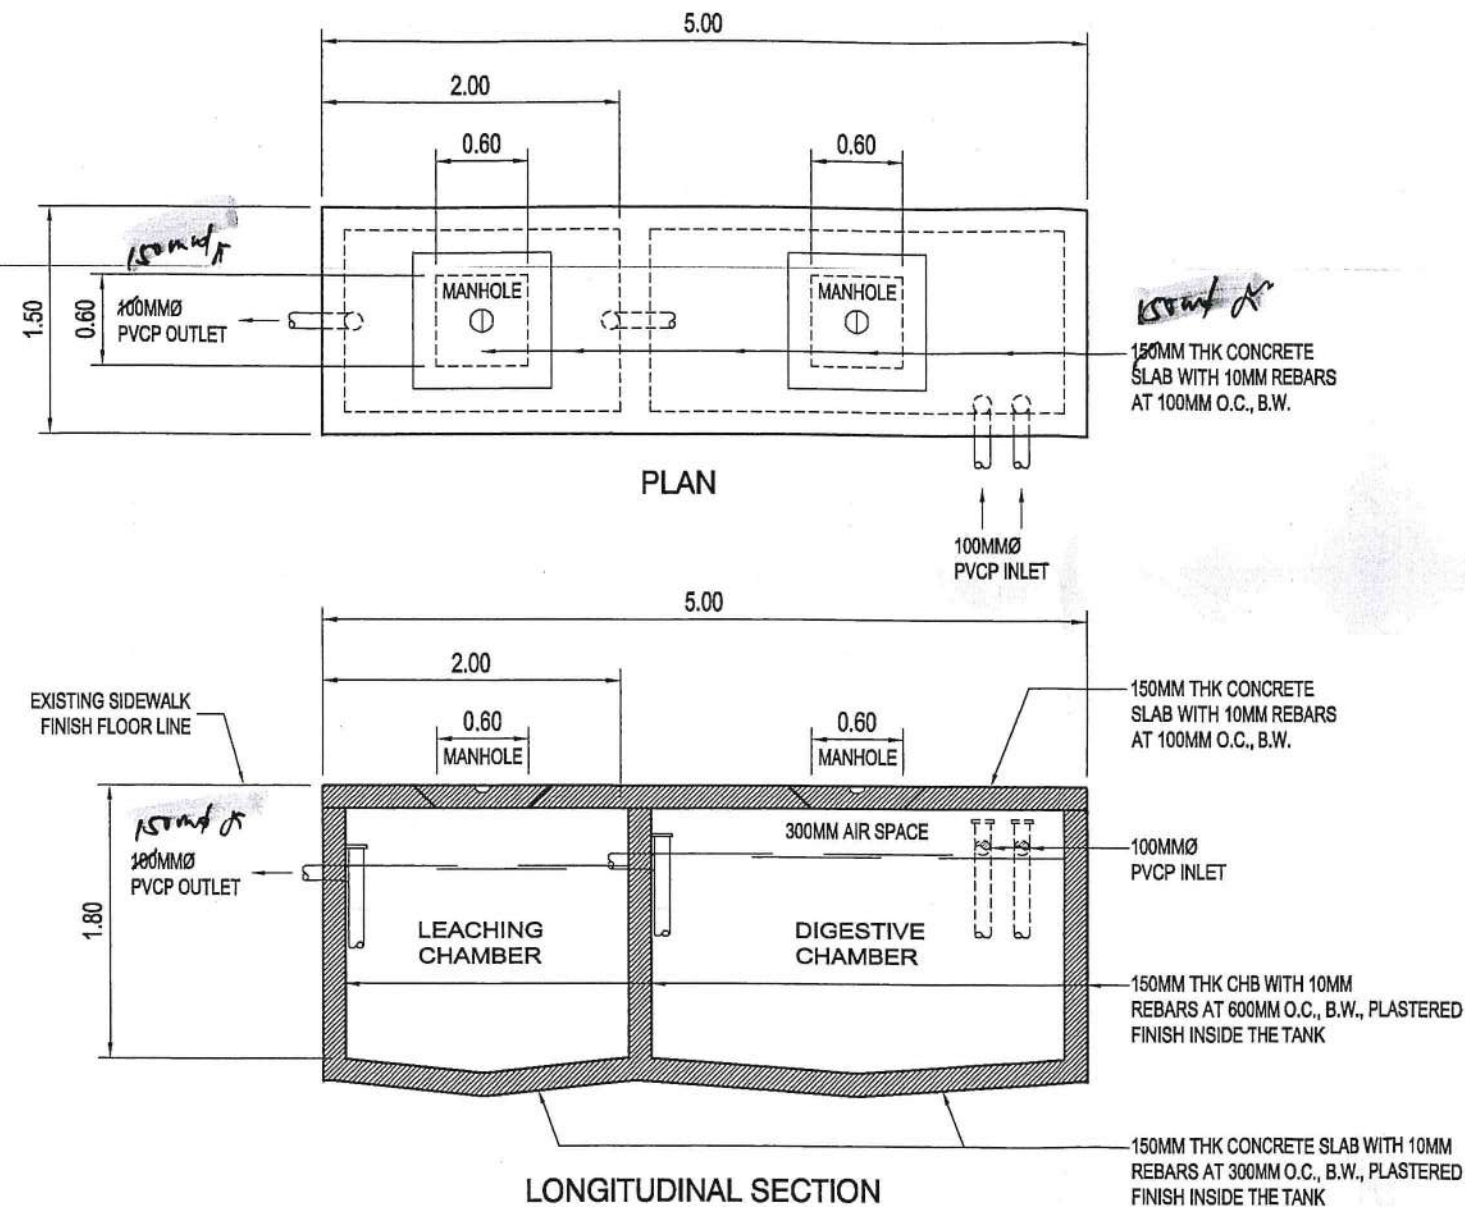 5.00
2.00
0.60
0.60
1.50
0.60
150mmØ
100MMØ
PVCP OUTLET
MANHOLE
MANHOLE
150mmØ
150MM THK CONCRETE
SLAB WITH 10MM REBARS
AT 100MM O.C., B.W.
PLAN
100MMØ
PVCP INLET
5.00
2.00
0.60
MANHOLE
0.60
MANHOLE
EXISTING SIDEWALK
FINISH FLOOR LINE
150MM THK CONCRETE
SLAB WITH 10MM REBARS
AT 100MM O.C., B.W.
150mmØ
100MMØ
PVCP OUTLET
1.80
300MM AIR SPACE
100MMØ
PVCP INLET
LEACHING
CHAMBER
DIGESTIVE
CHAMBER
150MM THK CHB WITH 10MM
REBARS AT 600MM O.C., B.W., PLASTERED
FINISH INSIDE THE TANK
150MM THK CONCRETE SLAB WITH 10MM
REBARS AT 300MM O.C., B.W., PLASTERED
FINISH INSIDE THE TANK
LONGITUDINAL SECTION